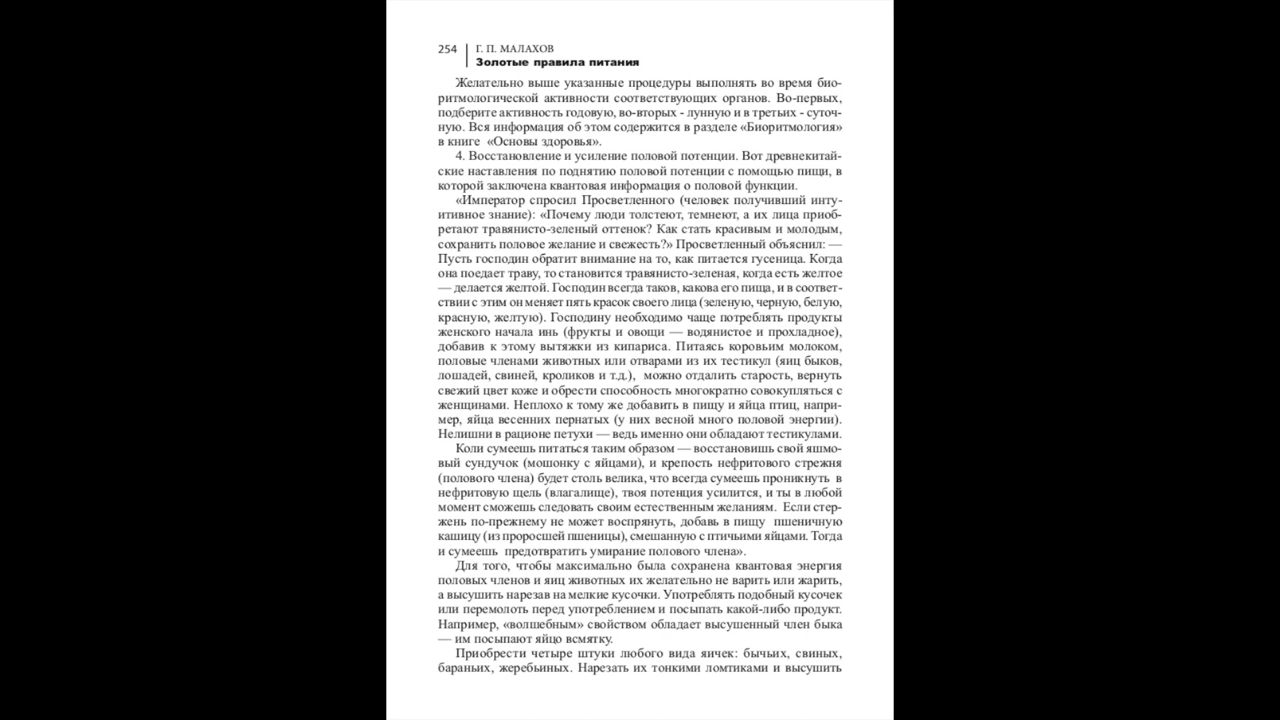 254
Г. П. МАЛАХОВ
Золотые правила питания
Желательно выше указанные процедуры выполнять во время био-
ритмологической активности соответствующих органов. Во-первых,
подберите активность годовую, во-вторых - лунную и в третьих - суточ-
ную. Вся информация об этом содержится в разделе «Биоритмология»
в книге «Основы здоровья».
4. Восстановление и усиление половой потенции. Вот древнекитай-
ские наставления по поднятию половой потенции с помощью пищи, в
которой заключена квантовая информация о половой функции.
«Император спросил Просветленного (человек получивший инту-
итивное знание): «Почему люди толстеют, темнеют, а их лица приоб-
ретают травянисто-зеленый оттенок? Как стать красивым и молодым,
сохранить половое желание и свежесть?» Просветленный объяснил: —
Пусть господин обратит внимание на то, как питается гусеница. Когда
она поедает траву, то становится травянисто-зеленая, когда есть желтое
— делается желтой. Господин всегда таков, какова его пища, и в соответ-
ствии с этим он меняет пять красок своего лица (зеленую, черную, белую,
красную, желтую). Господину необходимо чаще потреблять продукты
женского начала инь (фрукты и овощи — водянистое и прохладное),
добавив к этому вытяжки из кипариса. Питаясь коровьим молоком,
половые членами животных или отварами из их тестикул (яиц быков,
лошадей, свиней, кроликов и т.д.), можно отдалить старость, вернуть
свежий цвет коже и обрести способность многократно совокупляться с
женщинами. Неплохо к тому же добавить в пищу и яйца птиц, напри-
мер, яйца весенних пернатых (у них весной много половой энергии).
Нелишни в рационе петухи — ведь именно они обладают тестикулами.
Коли сумеешь питаться таким образом — восстановишь свой яшмо-
вый сундучок (мошонку с яйцами), и крепость нефритового стрежня
(полового члена) будет столь велика, что всегда сумеешь проникнуть в
нефритовую щель (влагалище), твоя потенция усилится, и ты в любой
момент сможешь следовать своим естественным желаниям. Если стер-
жень по-прежнему не может воспрянуть, добавь в пищу пшеничную
кашицу (из проросшей пшеницы), смешанную с птичьими яйцами. Тогда
и сумеешь предотвратить умирание полового члена».
Для того, чтобы максимально была сохранена квантовая энергия
половых членов и яиц животных их желательно не варить или жарить,
а высушить нарезав на мелкие кусочки. Употреблять подобный кусочек
или перемолоть перед употреблением и посыпать какой-либо продукт.
Например, «волшебным» свойством обладает высушенный член быка
— им посыпают яйцо всмятку.
Приобрести четыре штуки любого вида яичек: бычьих, свиных,
бараньих, жеребьиных. Нарезать их тонкими ломтиками и высушить